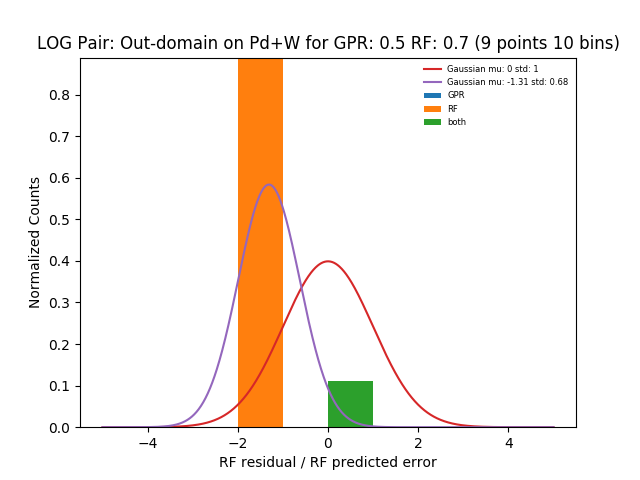 LOG Pair: Out-domain on Pd+W for GPR: 0.5 RF: 0.7 (9 points 10 bins)
Gaussian mu: 0 std: 1
Gaussian mu: -1.31 std: 0.68
GPR
RF
both
Normalized Counts
0.8
0.7
0.6
0.5
0.4
0.3
0.2
0.1
0.0
−4 −2 0 2 4
RF residual / RF predicted error